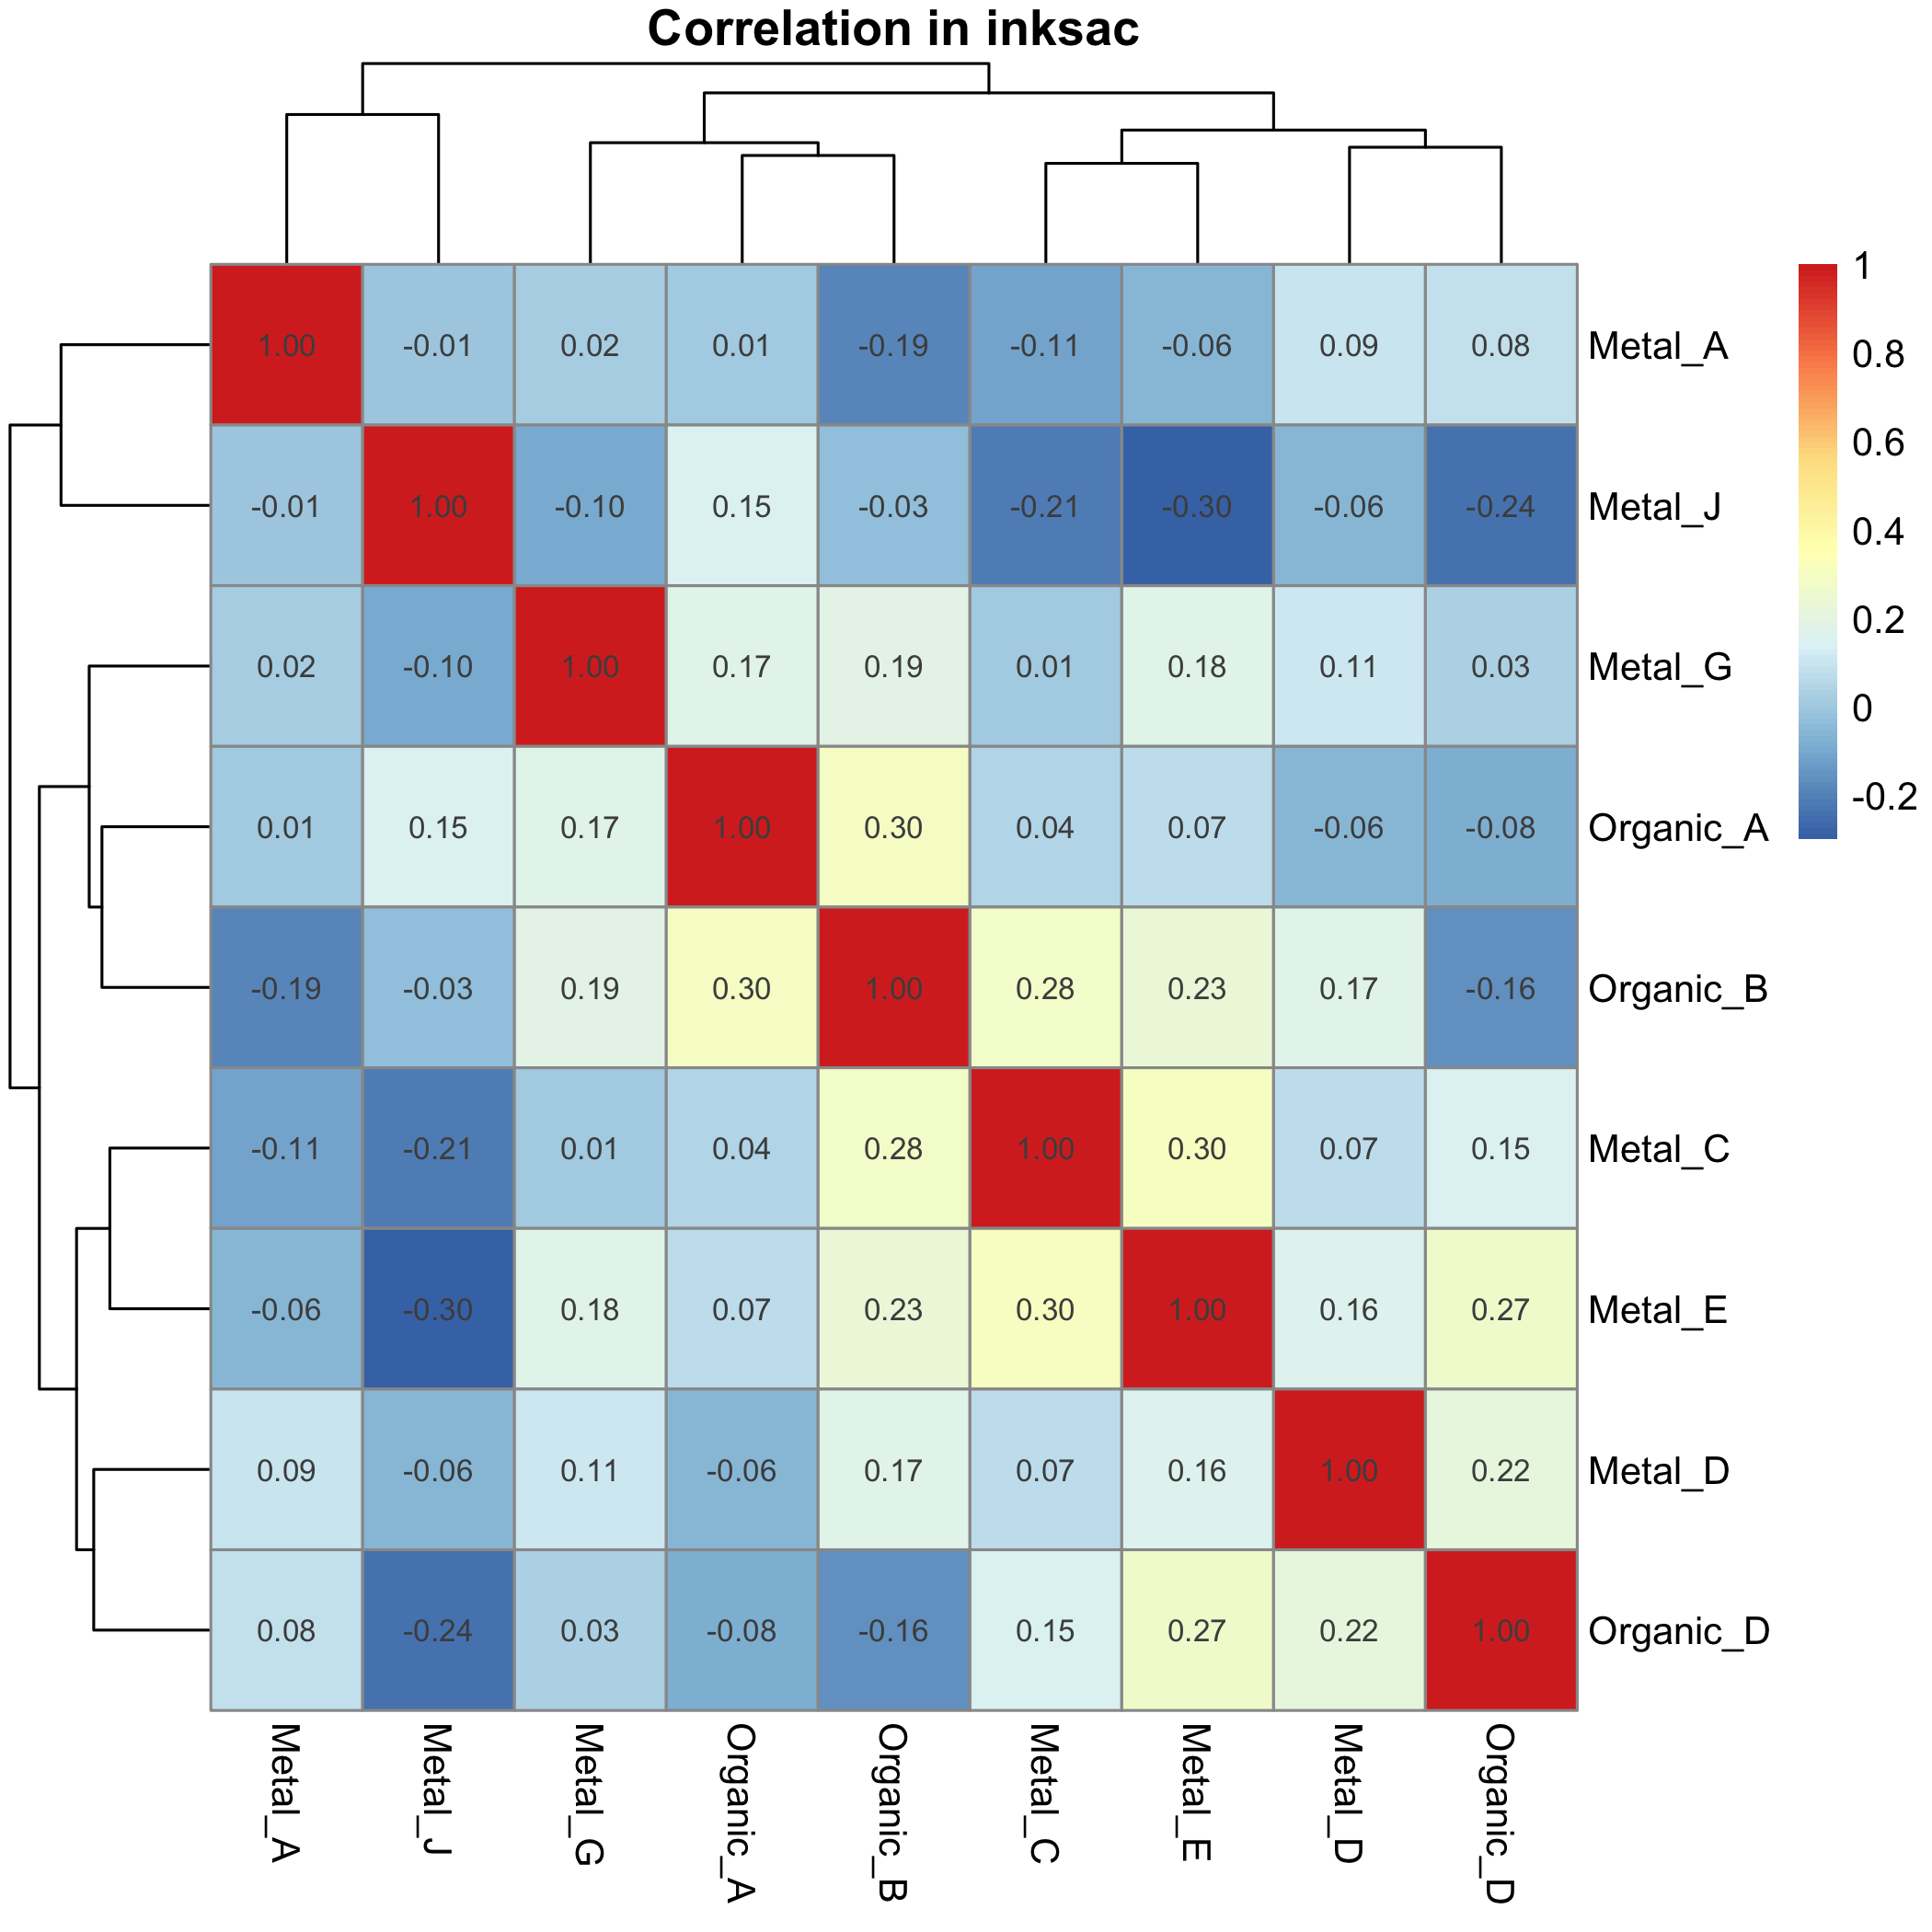 Correlation in inksac
1.00 -0.01 0.02 0.01 -0.19 -0.11 -0.06 0.09 0.08 Metal_A
-0.01 1.00 -0.10 0.15 -0.03 -0.21 -0.30 -0.06 -0.24 Metal_J
0.02 -0.10 1.00 0.17 0.19 0.01 0.18 0.11 0.03 Metal_G
0.01 0.15 0.17 1.00 0.30 0.04 0.07 -0.06 -0.08 Organic_A
-0.19 -0.03 0.19 0.30 1.00 0.28 0.23 0.17 -0.16 Organic_B
-0.11 -0.21 0.01 0.04 0.28 1.00 0.30 0.07 0.15 Metal_C
-0.06 -0.30 0.18 0.07 0.23 0.30 1.00 0.16 0.27 Metal_E
0.09 -0.06 0.11 -0.06 0.17 0.07 0.16 1.00 0.22 Metal_D
0.08 -0.24 0.03 -0.08 -0.16 0.15 0.27 0.22 1.00 Organic_D
Metal_A Metal_J Metal_G Organic_A Organic_B Metal_C Metal_E Metal_D Organic_D
1
0.8
0.6
0.4
0.2
0
-0.2